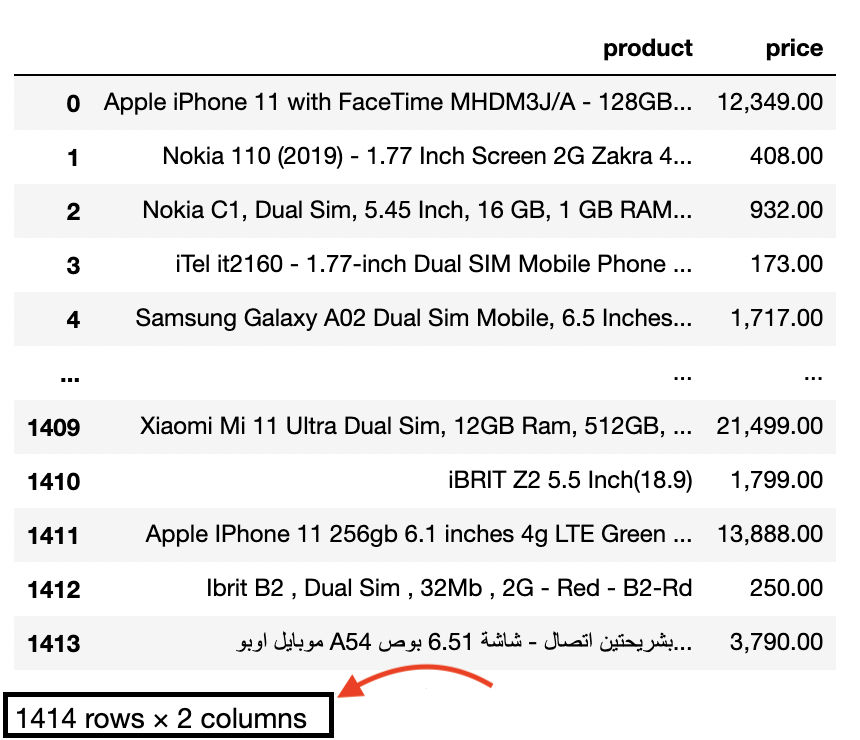 product price
0 Apple iPhone 11 with FaceTime MHDM3J/A - 128GB... 12,349.00
1 Nokia 110 (2019) - 1.77 Inch Screen 2G Zakra 4... 408.00
2 Nokia C1, Dual Sim, 5.45 Inch, 16 GB, 1 GB RAM... 932.00
3 iTel it2160 - 1.77-inch Dual SIM Mobile Phone ... 173.00
4 Samsung Galaxy A02 Dual Sim Mobile, 6.5 Inches... 1,717.00
... ... ...
1409 Xiaomi Mi 11 Ultra Dual Sim, 12GB Ram, 512GB, ... 21,499.00
1410 iBRIT Z2 5.5 Inch(18.9) 1,799.00
1411 Apple IPhone 11 256gb 6.1 inches 4g LTE Green ... 13,888.00
1412 Ibrit B2 , Dual Sim , 32Mb , 2G - Red - B2-Rd 250.00
1413 موبايل اوبو A54 بشريحتين اتصال - شاشة 6.51 بوص... 3,790.00
1414 rows × 2 columns